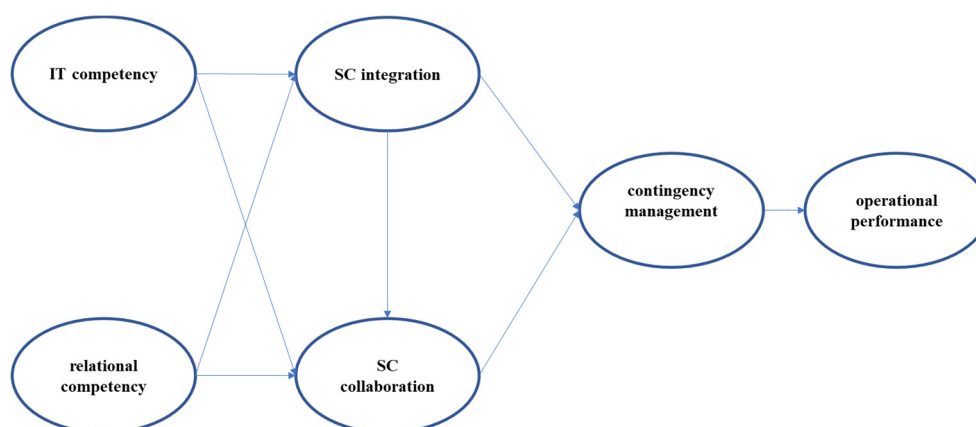 IT competency
SC integration
contingency
management
operational
performance
relational
competency
SC
collaboration